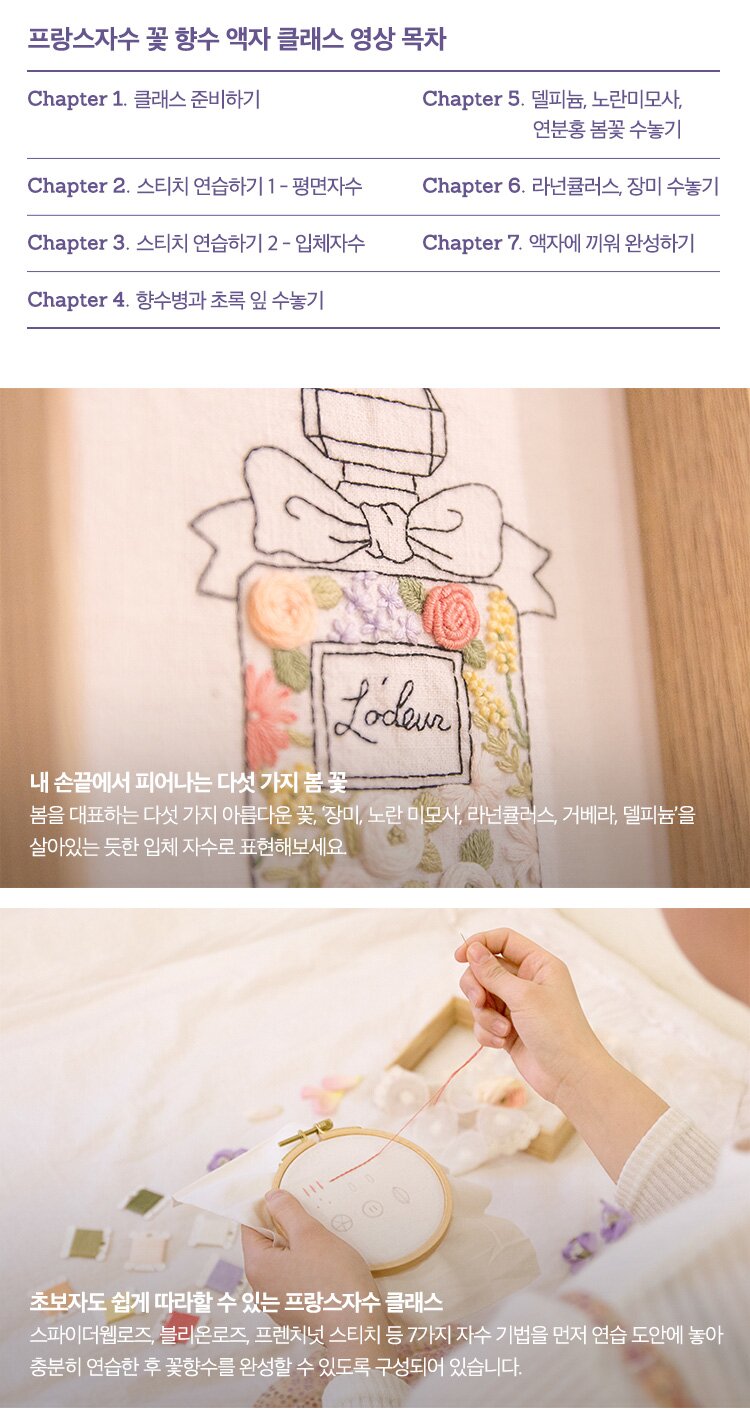 프랑스자수 꽃 향수 액자 클래스 영상 목차
Chapter 1. 클래스 준비하기
Chapter 2. 스티치 연습하기 1 - 평면자수
Chapter 3. 스티치 연습하기 2 - 입체자수
Chapter 4. 향수병과 초록 잎 수놓기
Chapter 5. 델피늄, 노란미모사,
연분홍 봄꽃 수놓기
Chapter 6. 라넌큘러스, 장미 수놓기
Chapter 7. 액자에 끼워 완성하기
L'odeur
내 손끝에서 피어나는 다섯 가지 봄 꽃
봄을 대표하는 다섯 가지 아름다운 꽃, '장미, 노란 미모사, 라넌큘러스, 거베라, 델피늄'을
살아있는 듯한 입체 자수로 표현해보세요.
초보자도 쉽게 따라할 수 있는 프랑스자수 클래스
스파이더웹로즈, 블리온로즈, 프렌치넛 스티치 등 7가지 자수 기법을 먼저 연습 도안에 놓아
충분히 연습한 후 꽃향수를 완성할 수 있도록 구성되어 있습니다.